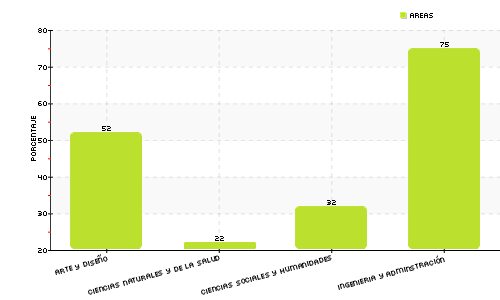 AREAS
80
70
60
50
40
30
20
PORCENTAJE
52
22
32
75
ARTE Y DISEÑO
CIENCIAS NATURALES Y DE LA SALUD
CIENCIAS SOCIALES Y HUMANIDADES
INGENIERIA Y ADMINISTRACIÓN